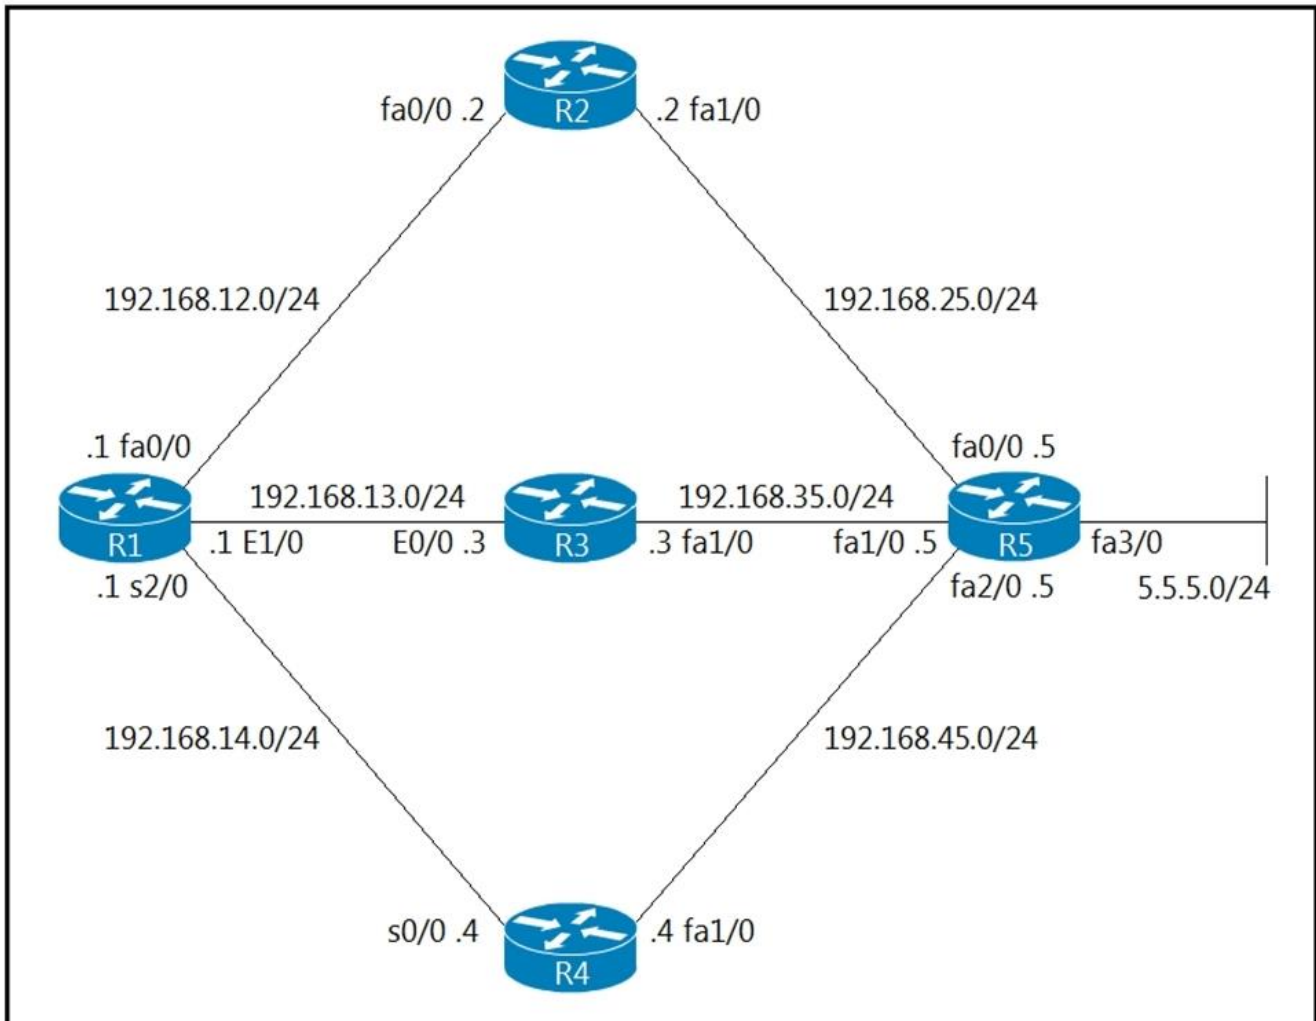 R2
fa0/0 .2
.2 fa1/0
192.168.12.0/24
192.168.25.0/24
.1 fa0/0
fa0/0 .5
192.168.13.0/24
192.168.35.0/24
R1
.1 E1/0
E0/0 .3
R3
.3 fa1/0
fa1/0 .5
R5
fa3/0
.1 s2/0
fa2/0 .5
5.5.5.0/24
192.168.14.0/24
192.168.45.0/24
s0/0 .4
.4 fa1/0
R4